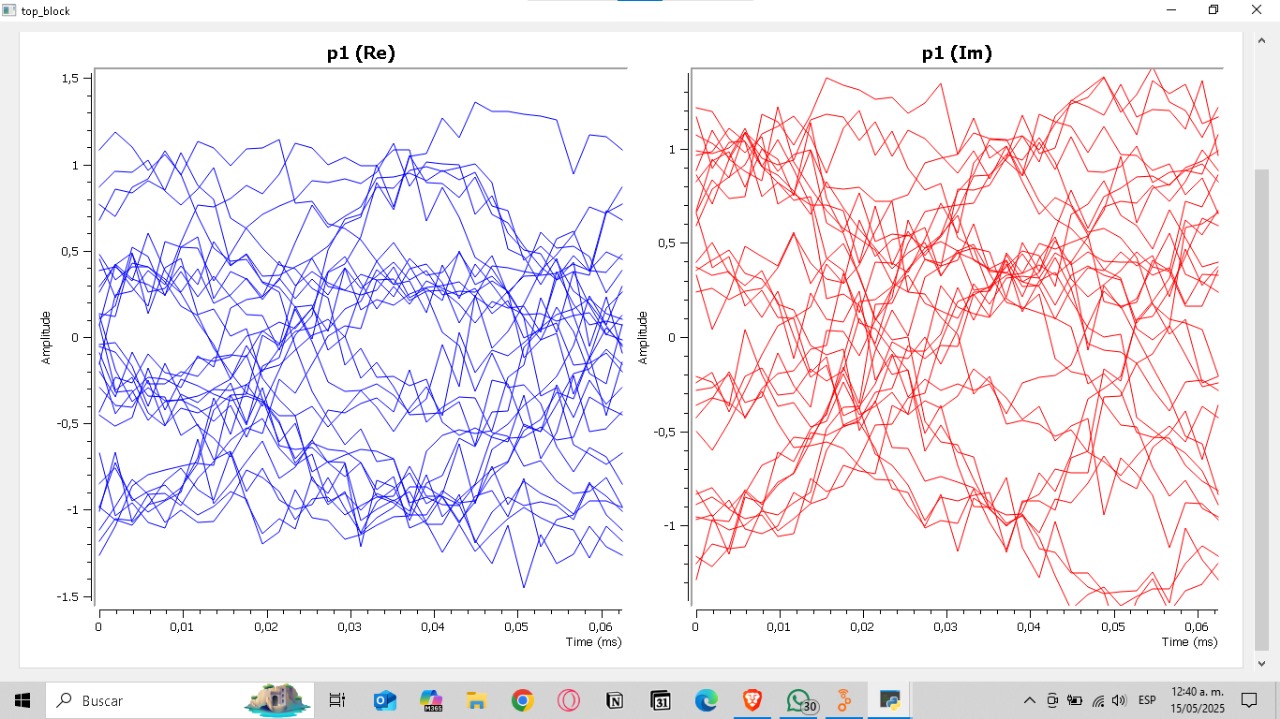 top_block
p1 (Re)
p1 (Im)
1,5
1
0,5
0
-0,5
-1
-1.5
Amplitude
0
0,01
0,02
0,03
0,04
0,05
0,06
Time (ms)
1
0,5
0
-0,5
-1
Amplitude
0
0,01
0,02
0,03
0,04
0,05
0,06
Time (ms)
Buscar
M365
31
30
ESP
12:40 a. m.
15/05/2025